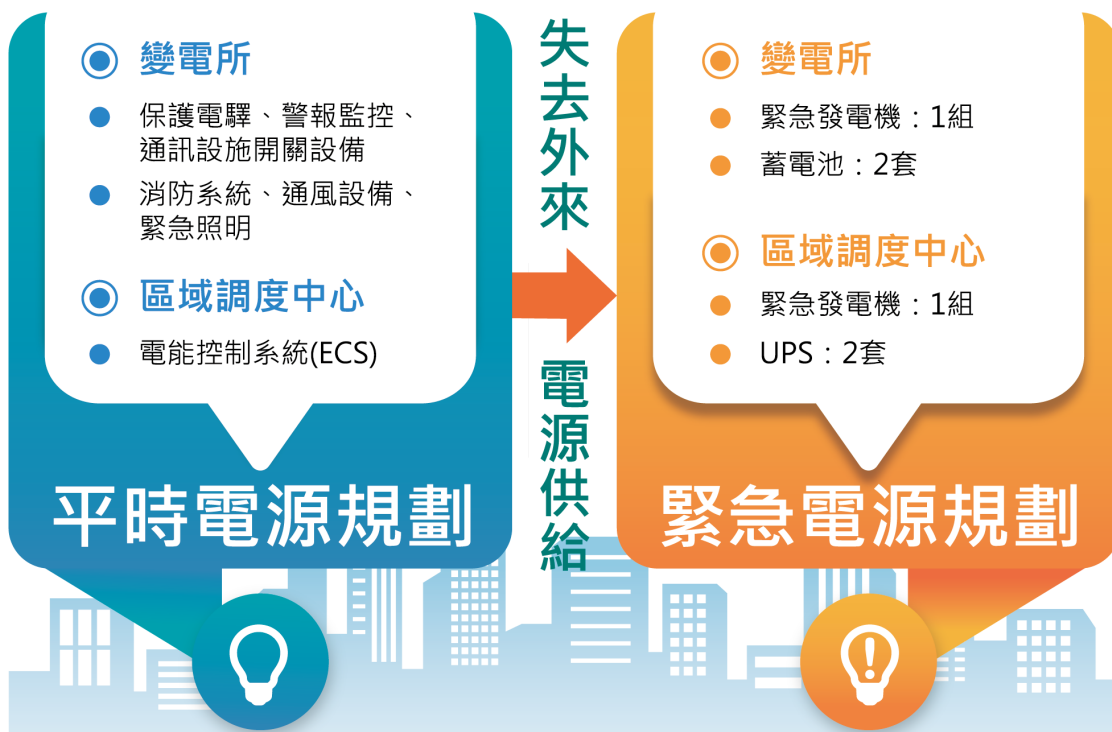 變電所
保護電驛、警報監控、
通訊設施開關設備
消防系統、通風設備、
緊急照明
區域調度中心
電能控制系統(ECS)
平時電源規劃
失去外來
電源供給
變電所
緊急發電機：1組
蓄電池：2套
區域調度中心
緊急發電機：1組
UPS：2套
緊急電源規劃